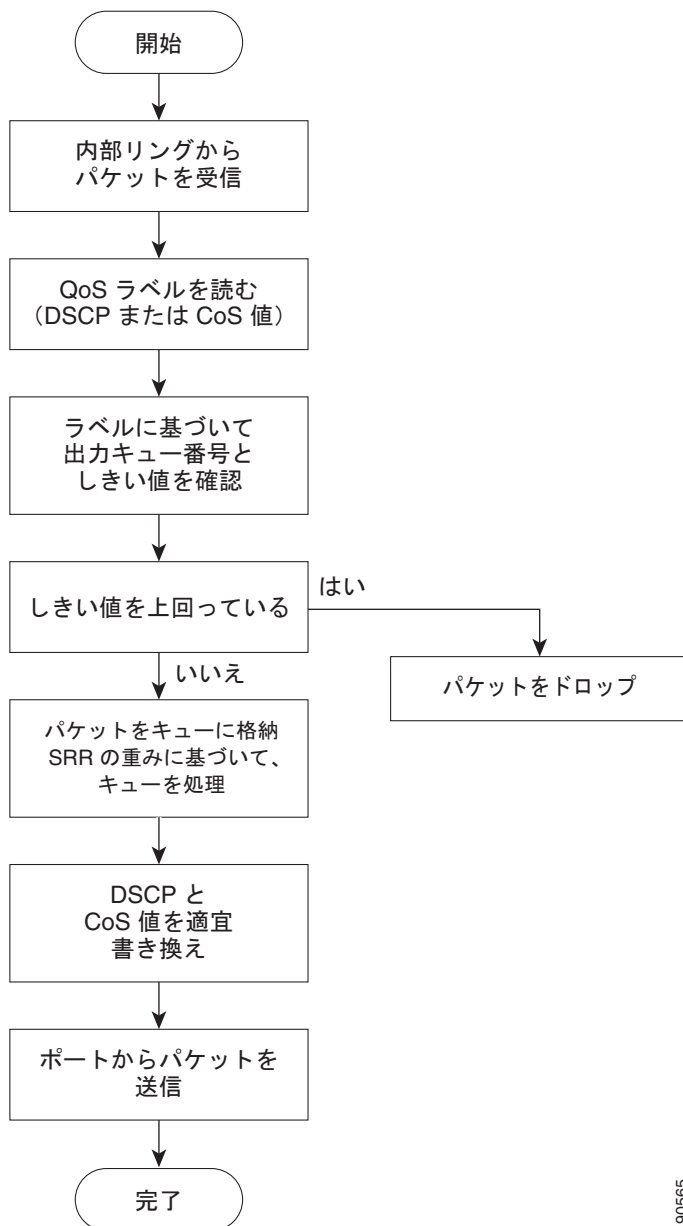 開始
内部リングから
パケットを受信
QoS ラベルを読む
（DSCP または CoS 値）
ラベルに基づいて
出力キュー番号と
しきい値を確認
しきい値を上回っている
はい
パケットをドロップ
いいえ
パケットをキューに格納
SRR の重みに基づいて、
キューを処理
DSCP と
CoS 値を適宜
書き換え
ポートからパケットを
送信
完了
90565